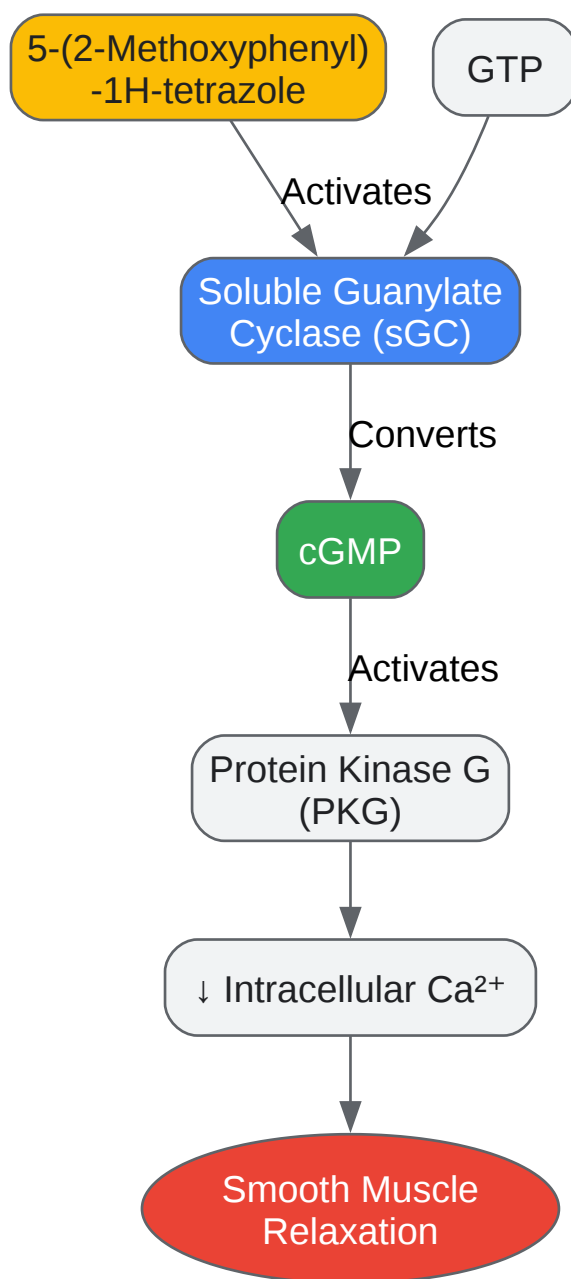 5-(2-Methoxyphenyl)
-1H-tetrazole
GTP
Activates
Soluble Guanylate
Cyclase (sGC)
Converts
cGMP
Activates
Protein Kinase G
(PKG)
↓ Intracellular Ca²⁺
Smooth Muscle
Relaxation